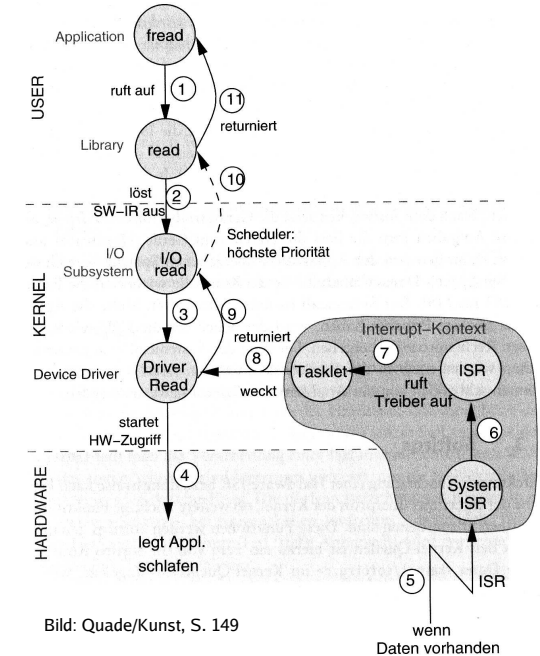 Application
fread
ruft auf
1
11
USER
returniert
Library
read
10
löst
2
SW–IR aus
Scheduler:
höchste Priorität
I/O
Subsystem
I/O
read
KERNEL
3
9
Interrupt–Kontext
returniert
8
7
Device Driver
Driver
Read
Tasklet
ISR
weckt
ruft
Treiber auf
startet
HW–Zugriff
6
4
System
ISR
HARDWARE
legt Appl.
schlafen
5
ISR
Bild: Quade/Kunst, S. 149
wenn
Daten vorhanden